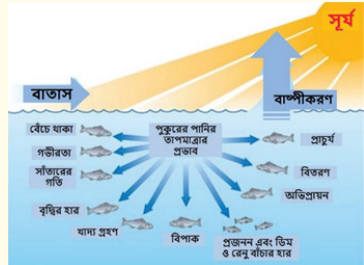 সূর্য
বাতাস
বাষ্পীকরণ
বেঁচে থাকা
পুকুরের পানির
তাপমাত্রার
প্রভাব
প্রাচুর্য
গভীরতা
সাঁতারের
গতি
বিতরণ
অভিপ্রায়ন
বৃদ্ধির হার
খাদ্য গ্রহণ
বিপাক
প্রজনন এবং ডিম
ও রেনু বাঁচার হার